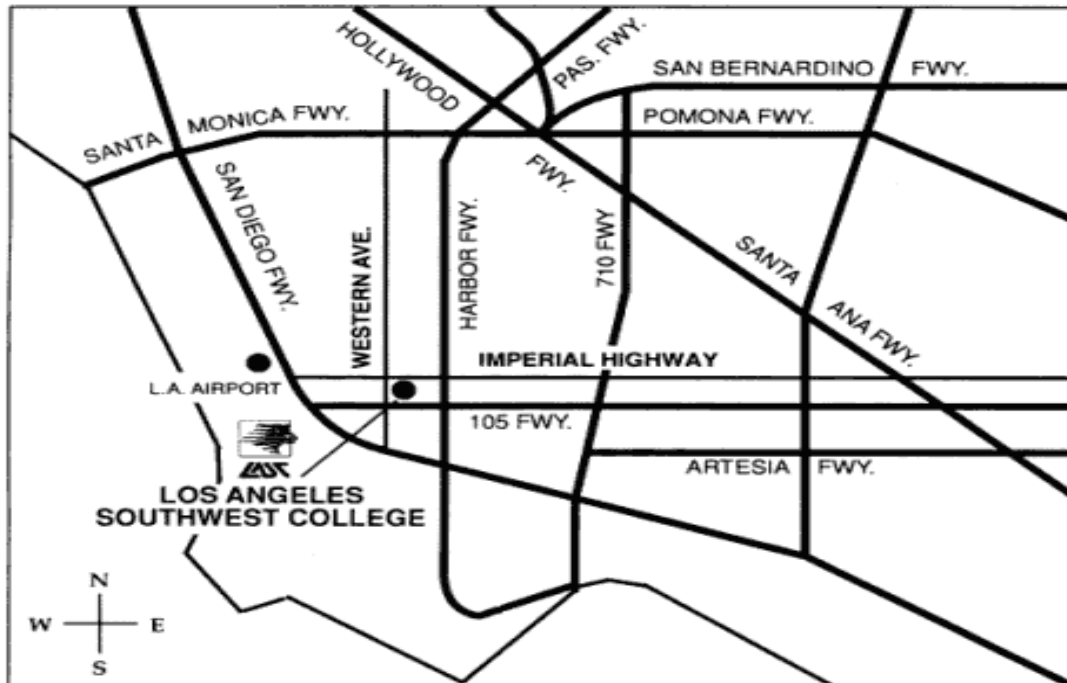 HOLLYWOOD
FWY.
PAS. FWY.
SAN BERNARDINO FWY.
SANTA MONICA FWY.
POMONA FWY.
SAN DIEGO FWY.
WESTERN AVE.
HARBOR FWY.
710 FWY
SANTA
ANA FWY.
IMPERIAL HIGHWAY
L.A. AIRPORT
105 FWY.
ARTESIA FWY.
LASC
LOS ANGELES
SOUTHWEST COLLEGE
N
W E
S